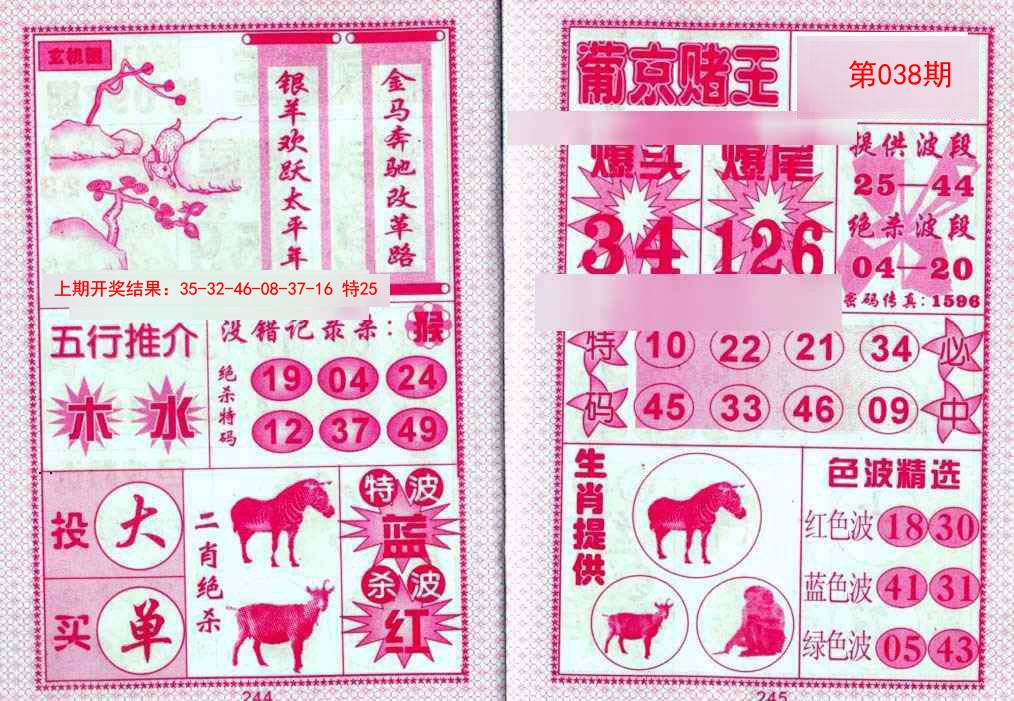 玄机图
金马奔驰改革路
银羊欢跃太平年
上期开奖结果：35-32-46-08-37-16 特25
五行推介
木 水
没错记录杀：猴
绝杀特码
19 04 24
12 37 49
投 大
买 单
二肖绝杀
特波
蓝
杀波
红
244
葡京赌王
第038期
爆头 爆尾
34 126
提供波段
25—44
绝杀波段
04—20
密码传真:1596
特码
10 22 21 34
45 33 46 09
必中
生肖提供
色波精选
红色波 18 30
蓝色波 41 31
绿色波 05 43
245